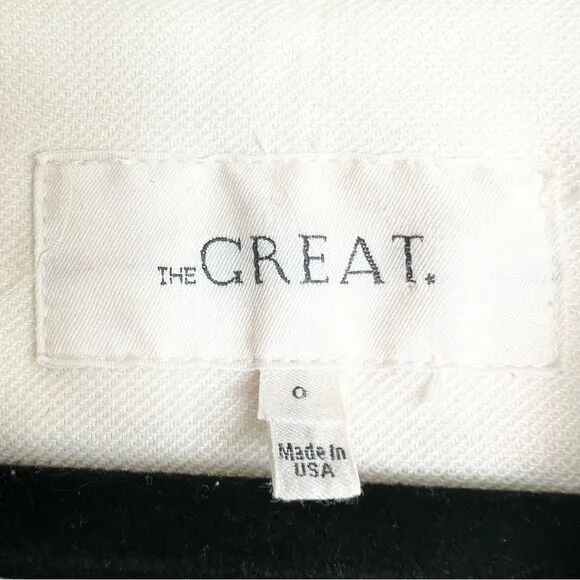 THE GREAT.
0
Made In
USA